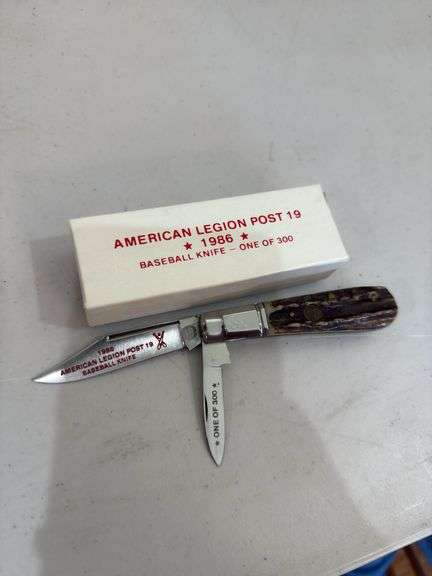 AMERICAN LEGION POST 19
★ 1986 ★
BASEBALL KNIFE – ONE OF 300
1986
AMERICAN LEGION POST 19
BASEBALL KNIFE
★ ONE OF 300 ★